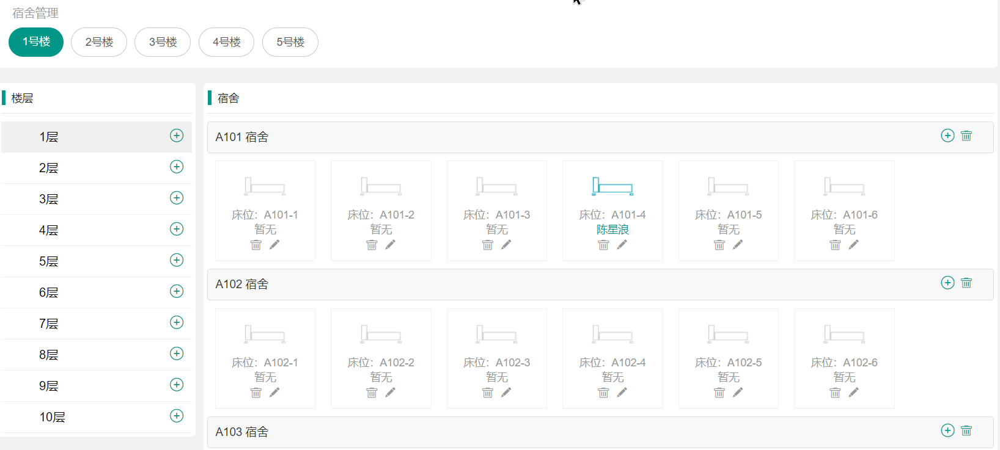 宿舍管理
1号楼 2号楼 3号楼 4号楼 5号楼
楼层
1层
2层
3层
4层
5层
6层
7层
8层
9层
10层
宿舍
A101 宿舍
床位：A101-1 床位：A101-2 床位：A101-3 床位：A101-4 床位：A101-5 床位：A101-6
暂无 暂无 暂无 陈星浪 暂无 暂无
A102 宿舍
床位：A102-1 床位：A102-2 床位：A102-3 床位：A102-4 床位：A102-5 床位：A102-6
暂无 暂无 暂无 暂无 暂无 暂无
A103 宿舍